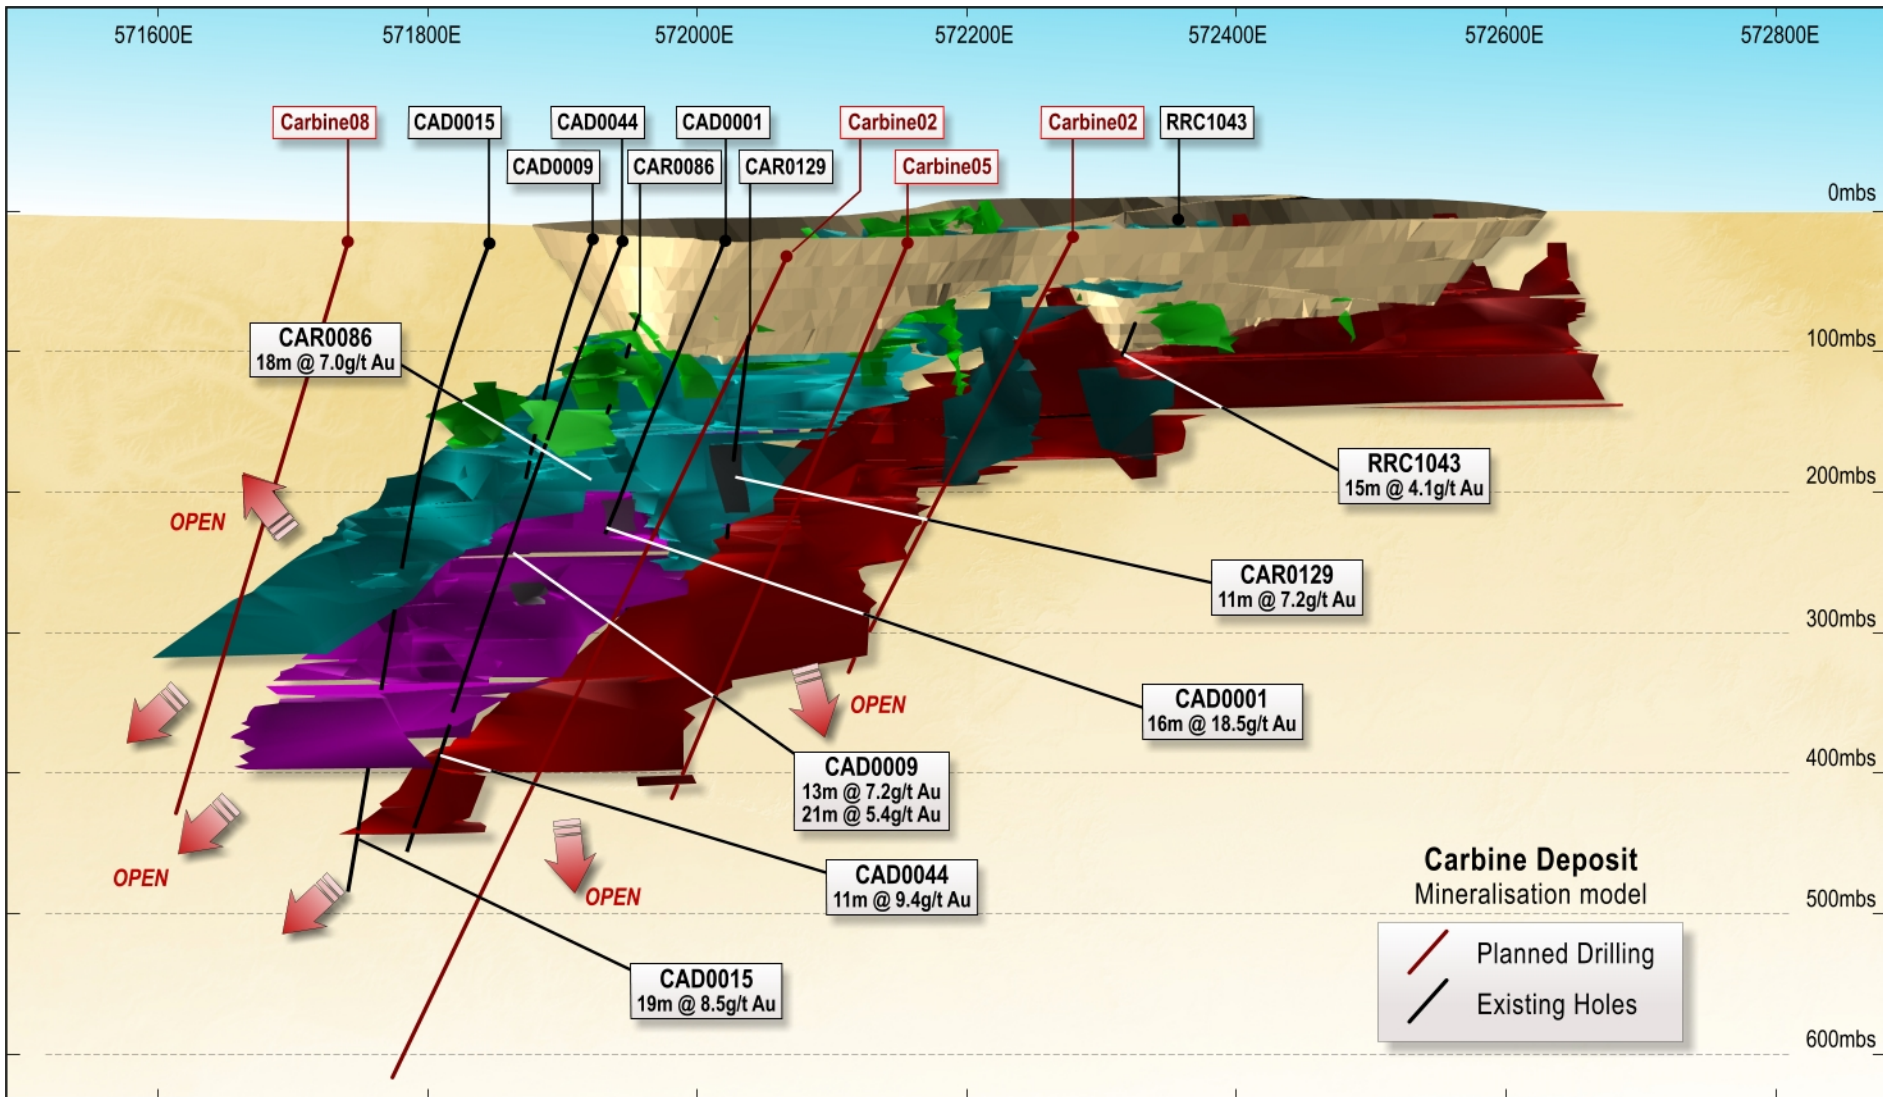 571600E
571800E
572000E
572200E
572400E
572600E
572800E
Carbine08
CAD0015
CAD0044
CAD0001
Carbine02
Carbine02
RRC1043
CAD0009
CAR0086
CAR0129
Carbine05
0mbs
100mbs
200mbs
300mbs
400mbs
500mbs
600mbs
CAR0086
18m @ 7.0g/t Au
OPEN
RRC1043
15m @ 4.1g/t Au
CAR0129
11m @ 7.2g/t Au
OPEN
CAD0001
16m @ 18.5g/t Au
CAD0009
13m @ 7.2g/t Au
21m @ 5.4g/t Au
OPEN
OPEN
CAD0044
11m @ 9.4g/t Au
CAD0015
19m @ 8.5g/t Au
Carbine Deposit
Mineralisation model
Planned Drilling
Existing Holes